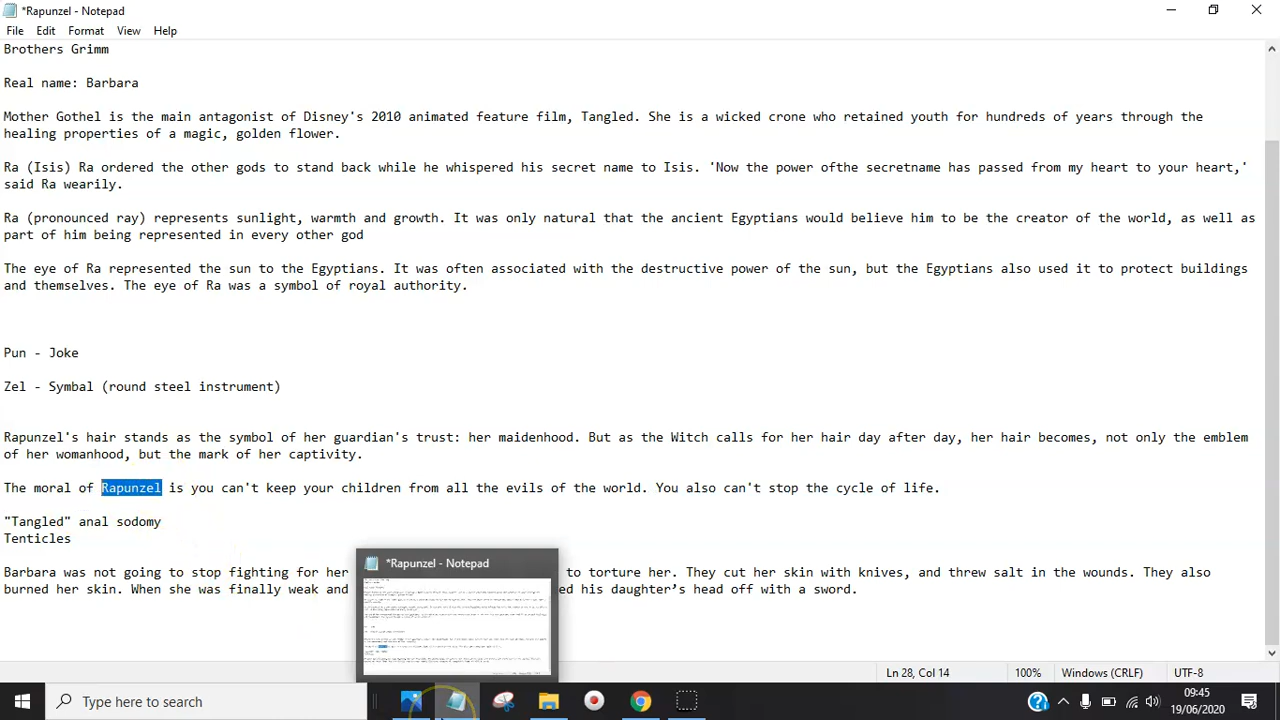 *Rapunzel - Notepad
File Edit Format View Help
Brothers Grimm
Real name: Barbara
Mother Gothel is the main antagonist of Disney's 2010 animated feature film, Tangled. She is a wicked crone who retained youth for hundreds of years through the
healing properties of a magic, golden flower.
Ra (Isis) Ra ordered the other gods to stand back while he whispered his secret name to Isis. 'Now the power ofthe secretname has passed from my heart to your heart,'
said Ra wearily.
Ra (pronounced ray) represents sunlight, warmth and growth. It was only natural that the ancient Egyptians would believe him to be the creator of the world, as well as
part of him being represented in every other god
The eye of Ra represented the sun to the Egyptians. It was often associated with the destructive power of the sun, but the Egyptians also used it to protect buildings
and themselves. The eye of Ra was a symbol of royal authority.
Pun - Joke
Zel - Symbal (round steel instrument)
Rapunzel's hair stands as the symbol of her guardian's trust: her maidenhood. But as the Witch calls for her hair day after day, her hair becomes, not only the emblem
of her womanhood, but the mark of her captivity.
The moral of Rapunzel is you can't keep your children from all the evils of the world. You also can't stop the cycle of life.
"Tangled" anal sodomy
Tenticles
*Rapunzel - Notepad
Barbara was not going to stop fighting for her to torture her. They cut her skin with knives, and threw salt in the wounds. They also
burned her skin. When she was finally weak and ed his daughter’s head off with a sword.
Ln 28, Col 14 100% Windows (CRLF) UTF-8
Type here to search
09:45
19/06/2020